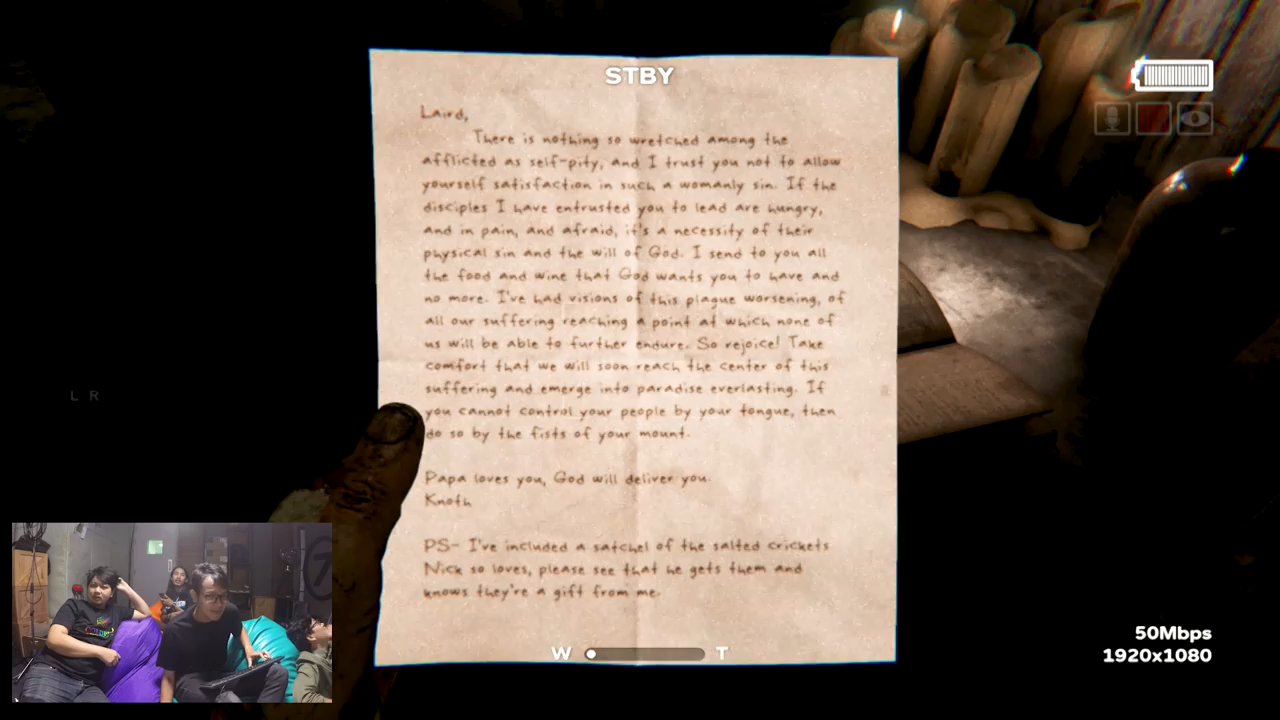 STBY
Laird,
There is nothing so wretched among the
afflicted as self-pity, and I trust you not to allow
yourself satisfaction in such a womanly sin. If the
disciples I have entrusted you to lead are hungry,
and in pain, and afraid, it's a necessity of their
physical sin and the will of God. I send to you all
the food and wine that God wants you to have and
no more. I've had visions of this plague worsening, of
all our suffering reaching a point at which none of
us will be able to further endure. So rejoice! Take
comfort that we will soon reach the center of this
suffering and emerge into paradise everlasting. If
you cannot control your people by your tongue, then
do so by the fists of your mount.
Papa loves you, God will deliver you.
Knoth
PS- I've included a satchel of the salted crickets
Nick so loves, please see that he gets them and
knows they're a gift from me.
L R
W T
50Mbps
1920x1080